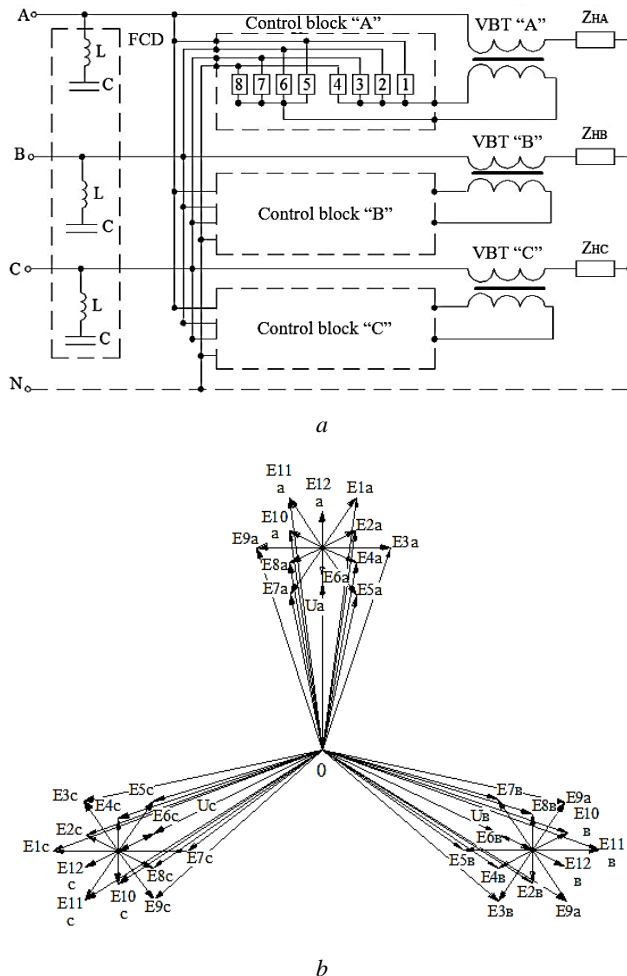 A
FCD
Control block “A”
VBT “A”
ZHA
L
C
8 7 6 5 4 3 2 1
B
VBT “B”
ZHB
L
C
Control block “B”
C
VBT “C”
ZHC
L
C
Control block “C”
N
a
E11
a
E12
a
E1a
E10
a
E2a
E9a
E3a
E8a
E4a
E6a
E7a
E5a
Ua
0
E3c
E4c
E5c
Uc
E2c
E6c
E1c
E7c
E12
c
E8c
E11
c
E10
c
E9c
E7в
E9a
Uв
E8в
E10
в
E6в
E5в
E11
в
E4в
E12
в
E2в
E3в
E9a
b